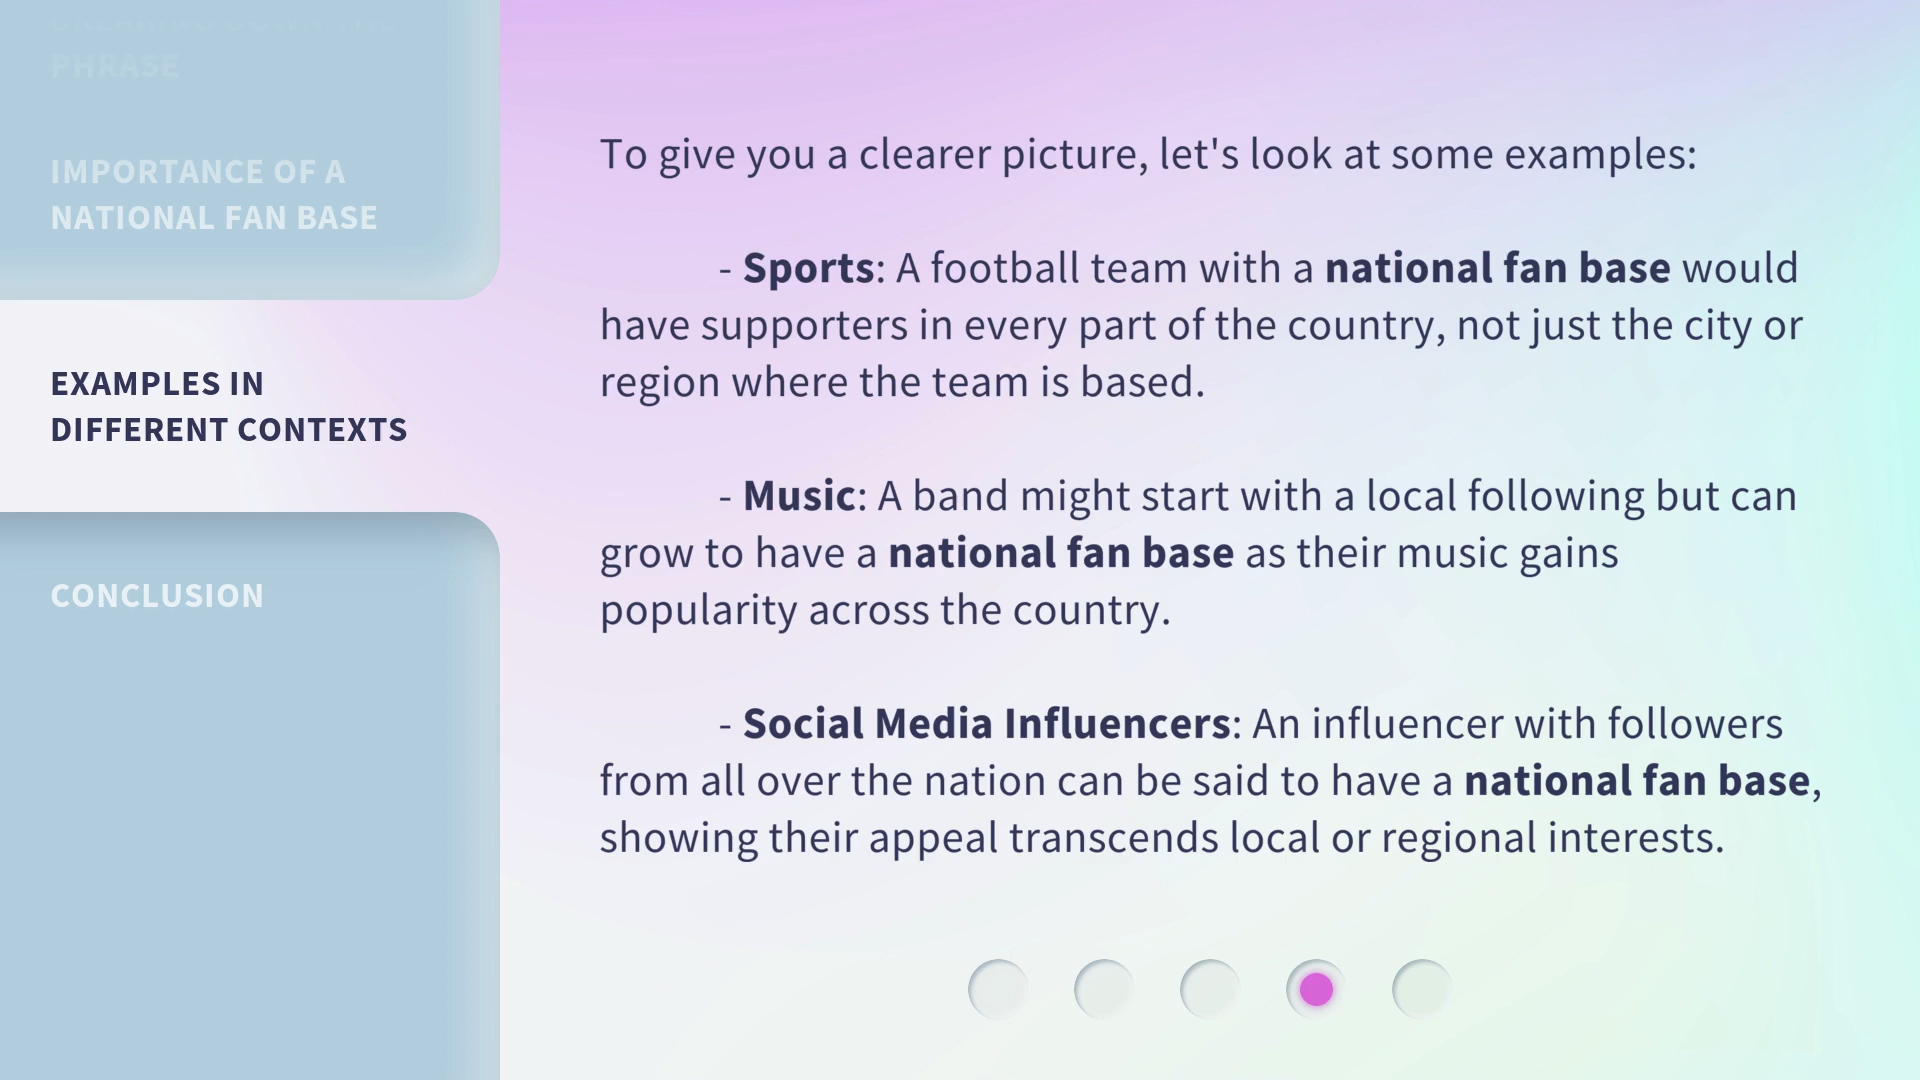 BREAKING DOWN THE
PHRASE
IMPORTANCE OF A
NATIONAL FAN BASE
EXAMPLES IN
DIFFERENT CONTEXTS
CONCLUSION
To give you a clearer picture, let's look at some examples:
- Sports: A football team with a national fan base would
have supporters in every part of the country, not just the city or
region where the team is based.
- Music: A band might start with a local following but can
grow to have a national fan base as their music gains
popularity across the country.
- Social Media Influencers: An influencer with followers
from all over the nation can be said to have a national fan base,
showing their appeal transcends local or regional interests.